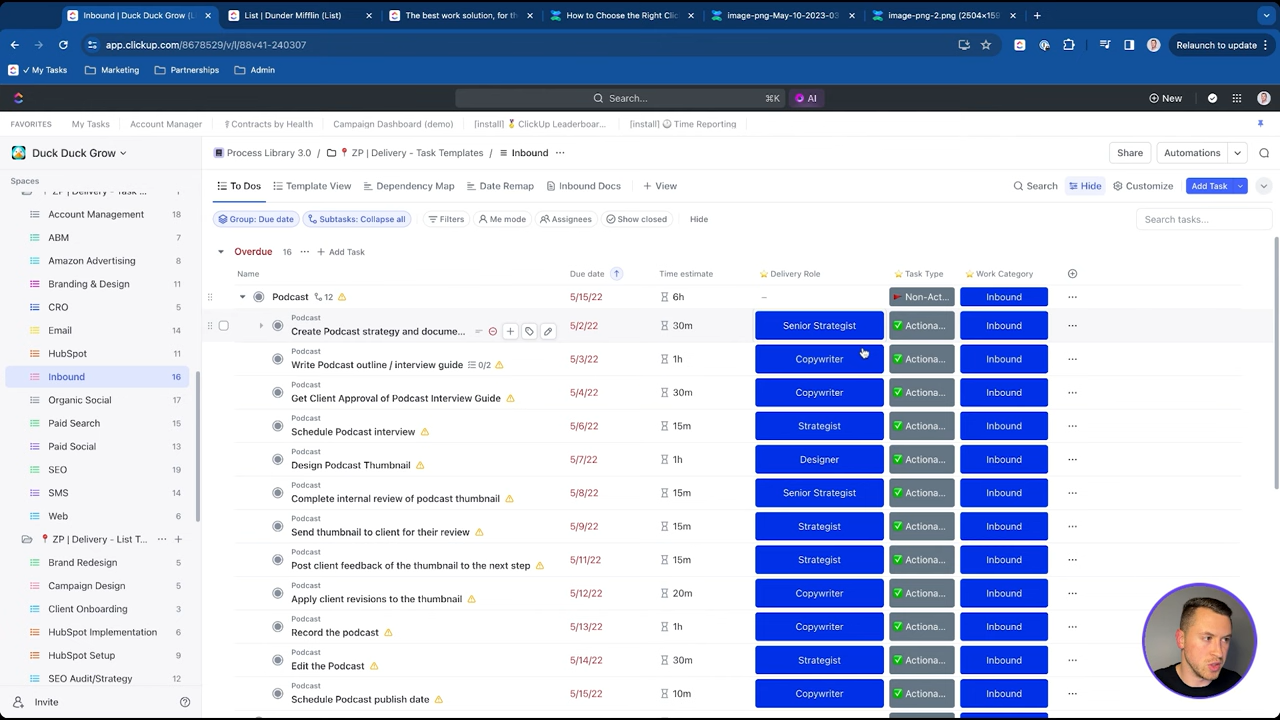 Inbound | Duck Duck Grow (L
List | Dunder Mifflin (List)
The best work solution, for th
How to Choose the Right Clic
image-png-May-10-2023-03
image-png-2.png (2504×159
app.clickup.com/8678529/v/l/88v41-240307
Relaunch to update
✓ My Tasks
Marketing
Partnerships
Admin
Search...
⌘K
AI
New
FAVORITES
My Tasks
Account Manager
Contracts by Health
Campaign Dashboard (demo)
[install] 🏅 ClickUp Leaderboar...
[install] Time Reporting
Duck Duck Grow
Process Library 3.0 / 📍 ZP | Delivery - Task Templates / Inbound ···
Share
Automations
Spaces
ZP | Delivery - Task ...
Account Management 18
ABM 7
Amazon Advertising 4
Branding & Design 7
CRO 7
Email 14
HubSpot 11
Inbound 16
Organic Social 17
Paid Search 15
Paid Social 13
SEO 19
SMS 14
Web 6
📍 ZP | Delivery - List T... ··· +
Brand Redesign 5
Campaign Design 5
Client Onboarding 3
HubSpot Implementation 6
HubSpot Setup 9
SEO Audit/Strategy 12
Invite
To Dos
Template View
Dependency Map
Date Remap
Inbound Docs
+ View
Search
Hide
Customize
Add Task
Group: Due date
Subtasks: Collapse all
Filters
Me mode
Assignees
Show closed
Hide
Search tasks...
Overdue 16 ··· + Add Task
Name Due date Time estimate ⭐ Delivery Role ⭐ Task Type ⭐ Work Category
Podcast 12 5/15/22 6h – Non-Act... Inbound
Podcast
Create Podcast strategy and docume... 5/2/22 30m Senior Strategist ✅ Actiona... Inbound
Podcast
Write Podcast outline / interview guide 0/2 5/3/22 1h Copywriter ✅ Actiona... Inbound
Podcast
Get Client Approval of Podcast Interview Guide 5/4/22 30m Copywriter ✅ Actiona... Inbound
Podcast
Schedule Podcast interview 5/6/22 15m Strategist ✅ Actiona... Inbound
Podcast
Design Podcast Thumbnail 5/7/22 1h Designer ✅ Actiona... Inbound
Podcast
Complete internal review of podcast thumbnail 5/8/22 15m Senior Strategist ✅ Actiona... Inbound
Podcast
Send thumbnail to client for their review 5/9/22 15m Strategist ✅ Actiona... Inbound
Podcast
Post client feedback of the thumbnail to the next step 5/11/22 15m Strategist ✅ Actiona... Inbound
Podcast
Apply client revisions to the thumbnail 5/12/22 20m Copywriter ✅ Actiona... Inbound
Podcast
Record the podcast 5/13/22 1h Copywriter ✅ Actiona... Inbound
Podcast
Edit the Podcast 5/14/22 30m Strategist ✅ Actiona... Inbound
Podcast
Schedule Podcast publish date 5/15/22 10m Copywriter ✅ Actiona... Inbound